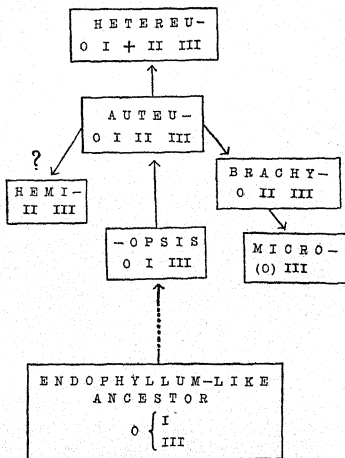 HETEREU-
O I + II III
AUTEU-
O I II III
?
HEMI-
II III
BRACHY-
O II III
-OPSIS
O I III
MICRO-
(O) III
ENDOPHYLLUM-LIKE
ANCESTOR
O { I
III